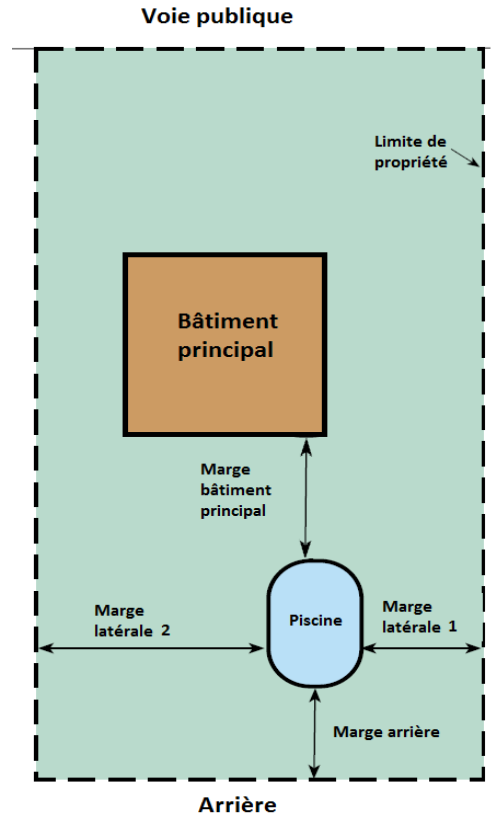 Voie publique
Limite de
propriété
Bâtiment
principal
Marge
bâtiment
principal
Piscine
Marge
latérale 2
Marge
latérale 1
Marge arrière
Arrière